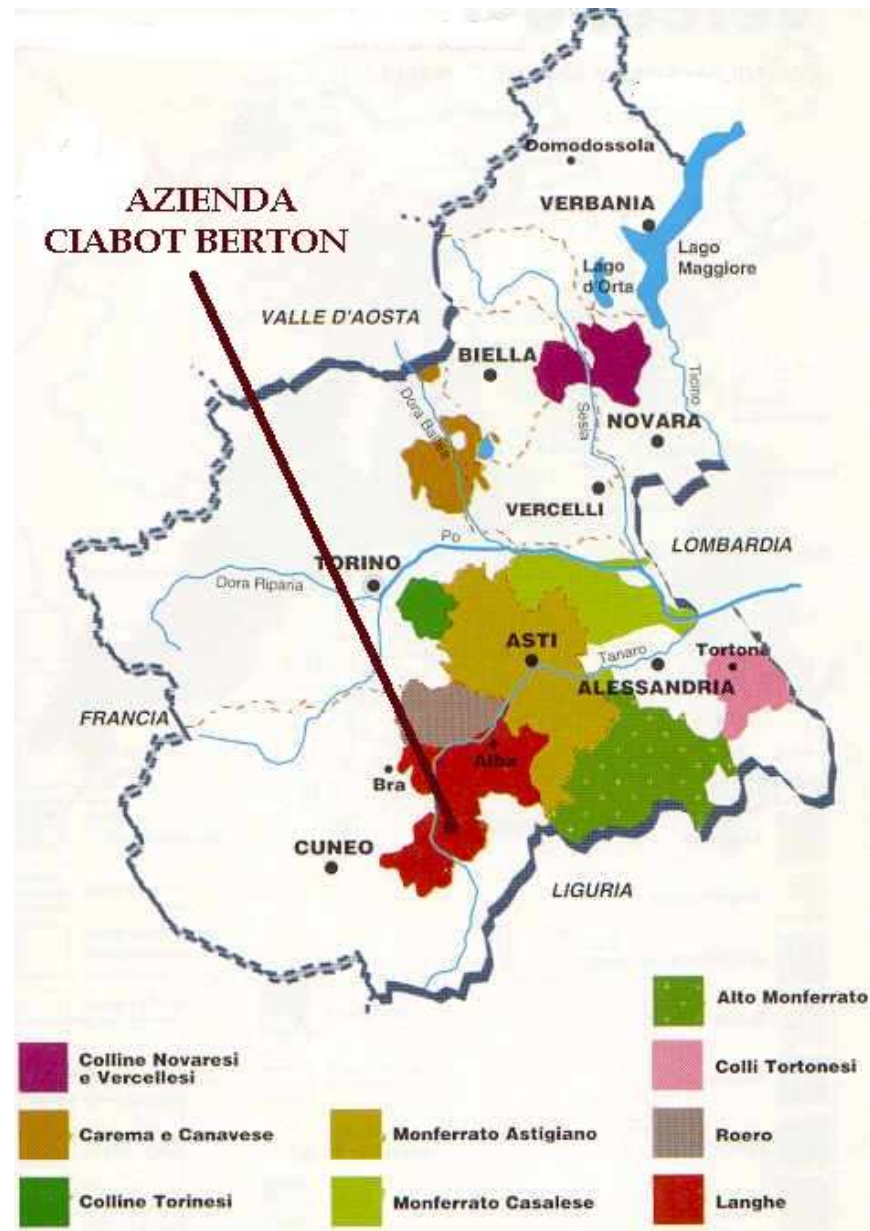 AZIENDA
CIABOT BERTON
Domodossola
VERBANIA
Lago
Maggiore
Lago
d'Orta
VALLE D'AOSTA
BIELLA
Ticino
Dora Baltea
Sesia
NOVARA
VERCELLI
Po
LOMBARDIA
TORINO
Dora Riparia
ASTI
Tanaro
Tortona
ALESSANDRIA
FRANCIA
Alba
Bra
CUNEO
LIGURIA
Alto Monferrato
Colline Novaresi
e Vercellesi
Colli Tortonesi
Carema e Canavese
Monferrato Astigiano
Roero
Colline Torinesi
Monferrato Casalese
Langhe